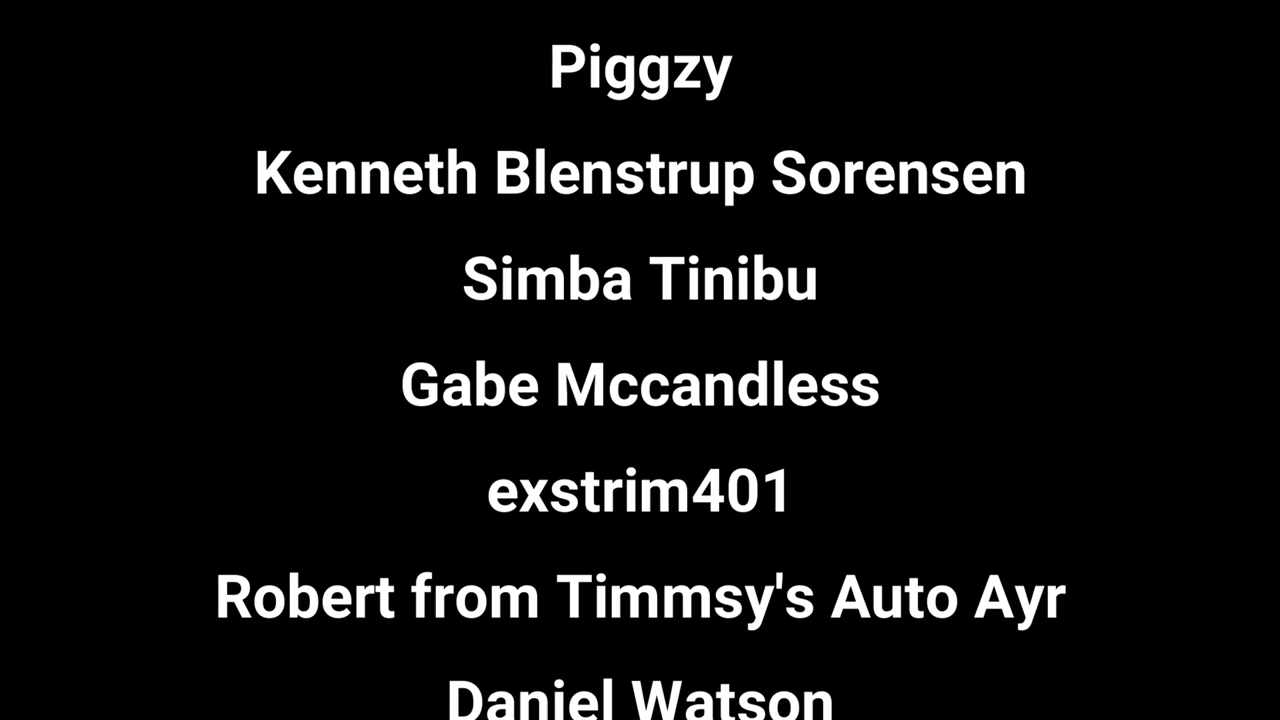 Piggzy
Kenneth Blenstrup Sorensen
Simba Tinibu
Gabe Mccandless
exstrim401
Robert from Timmsy's Auto Ayr
Daniel Watson